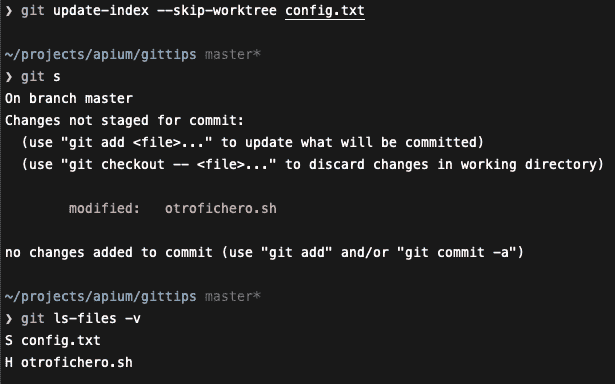 ❯ git update-index --skip-worktree config.txt
~/projects/apium/gittips master*
❯ git s
On branch master
Changes not staged for commit:
(use "git add <file>..." to update what will be committed)
(use "git checkout -- <file>..." to discard changes in working directory)
modified:   otrofichero.sh
no changes added to commit (use "git add" and/or "git commit -a")
~/projects/apium/gittips master*
❯ git ls-files -v
S config.txt
H otrofichero.sh